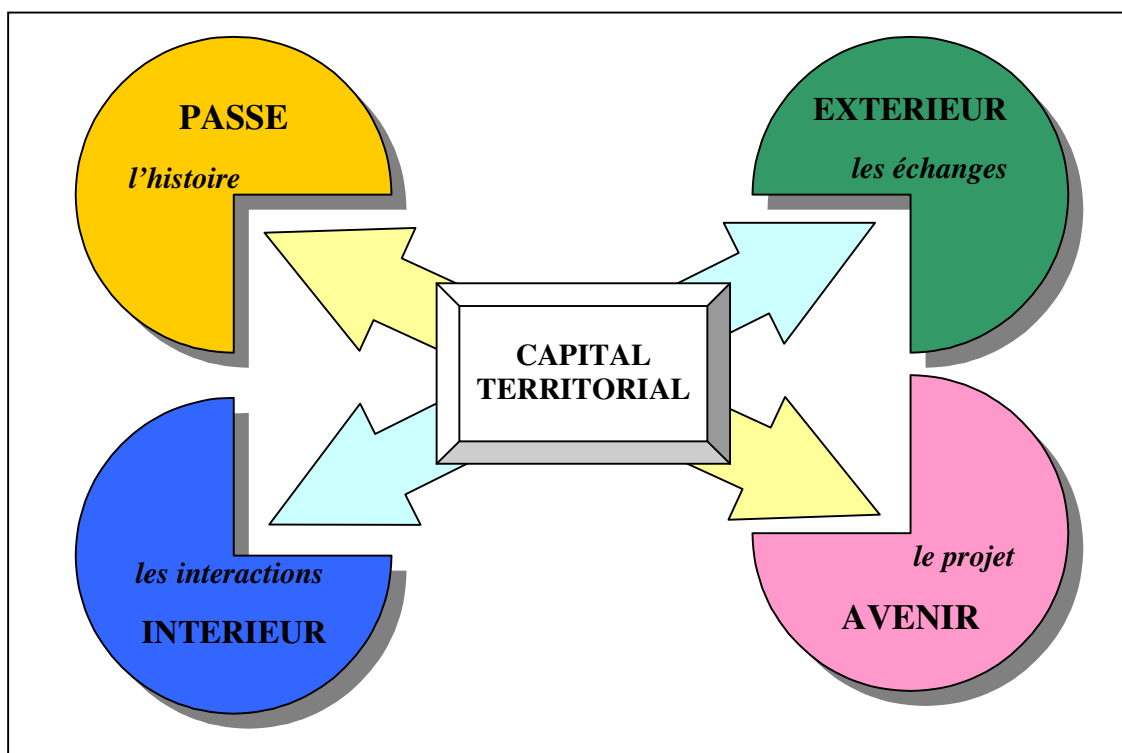 PASSE
l’histoire
EXTERIEUR
les échanges
CAPITAL
TERRITORIAL
les interactions
INTERIEUR
le projet
AVENIR